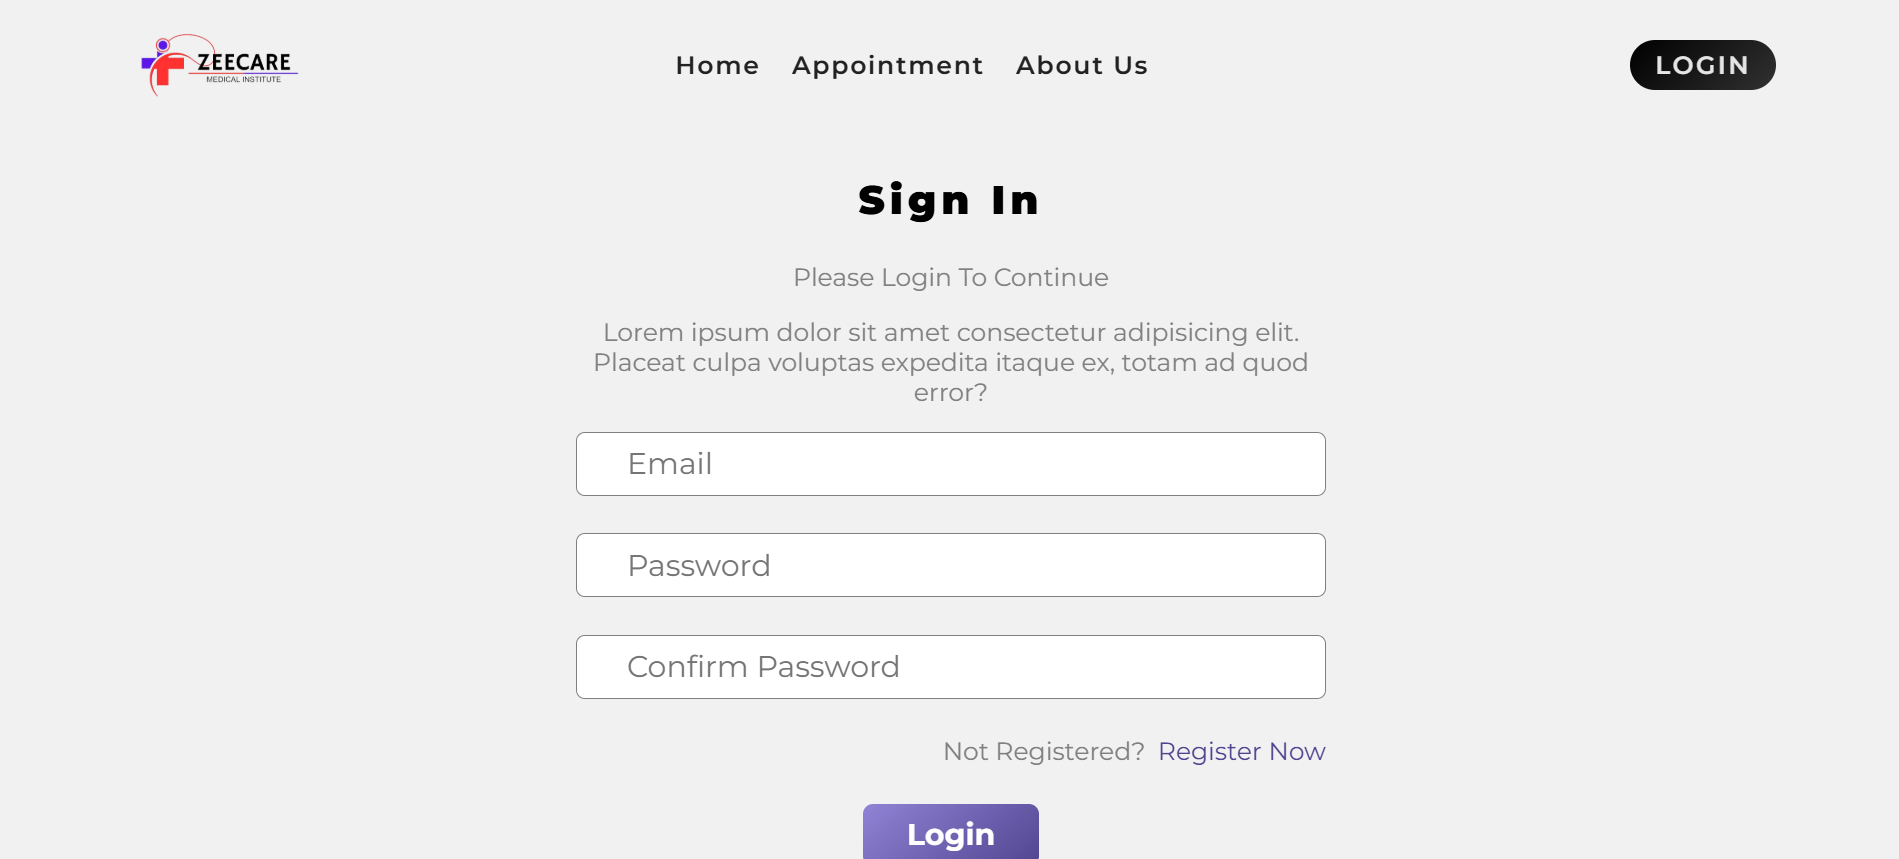 ZEECARE
MEDICAL INSTITUTE
Home Appointment About Us
LOGIN
Sign In
Please Login To Continue
Lorem ipsum dolor sit amet consectetur adipisicing elit.
Placeat culpa voluptas expedita itaque ex, totam ad quod
error?
Email
Password
Confirm Password
Not Registered? Register Now
Login